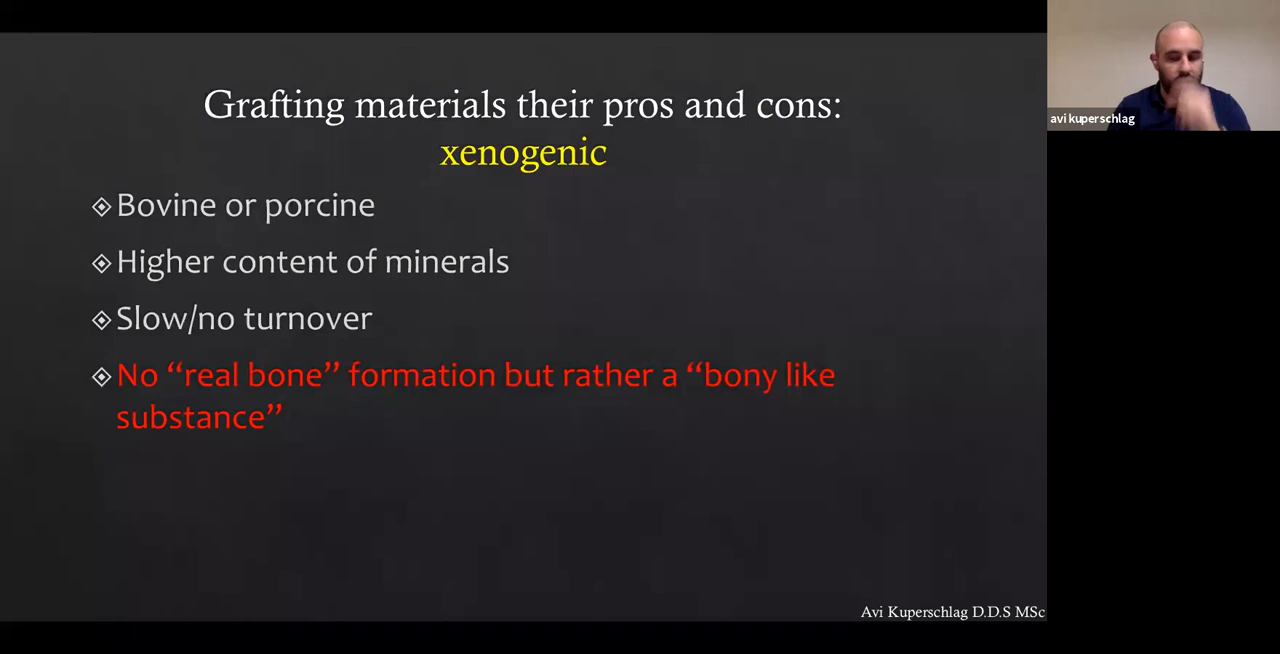 Grafting materials their pros and cons:
xenogenic
Bovine or porcine
Higher content of minerals
Slow/no turnover
No “real bone” formation but rather a “bony like
substance”
Avi Kuperschlag D.D.S MSc
avi kuperschlag